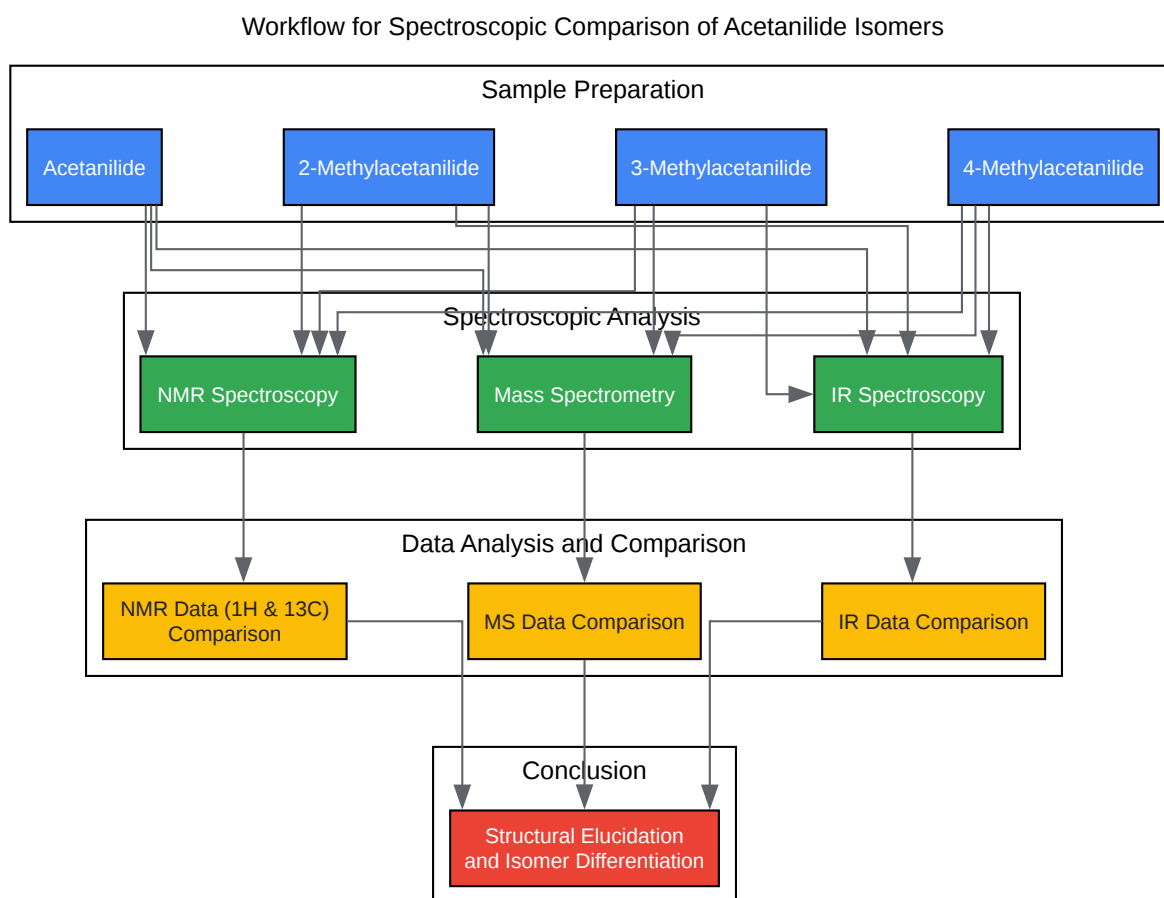 Workflow for Spectroscopic Comparison of Acetanilide Isomers
Sample Preparation
Acetanilide
2-Methylacetanilide
3-Methylacetanilide
4-Methylacetanilide
Spectroscopic Analysis
NMR Spectroscopy
Mass Spectrometry
IR Spectroscopy
Data Analysis and Comparison
NMR Data (1H & 13C)
Comparison
MS Data Comparison
IR Data Comparison
Conclusion
Structural Elucidation
and Isomer Differentiation